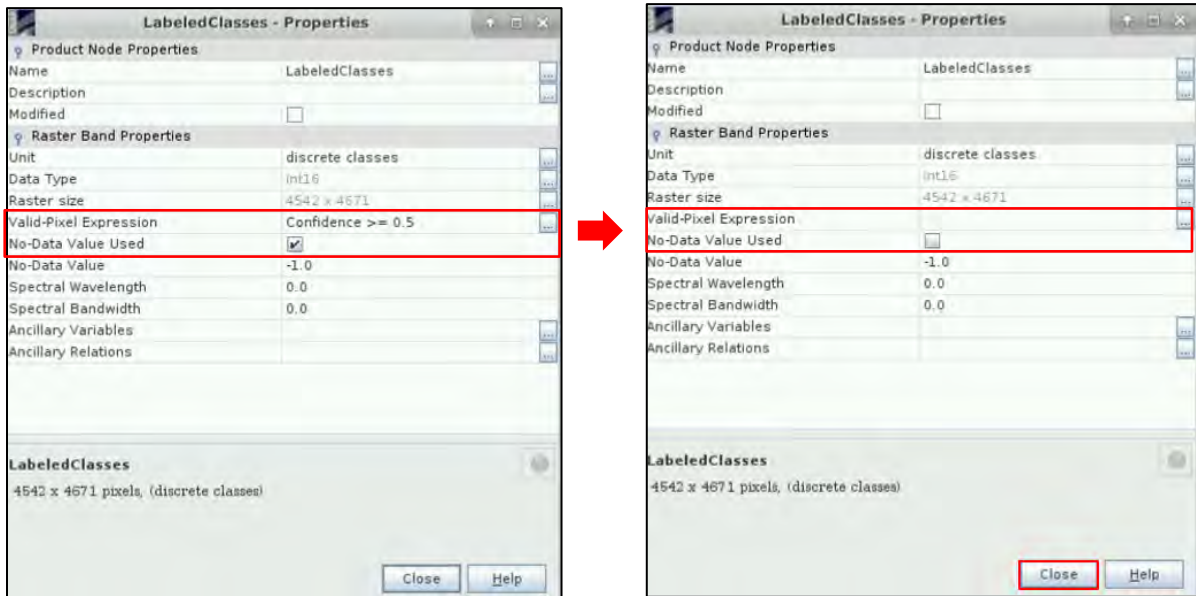 LabeledClasses - Properties
Product Node Properties
Name LabeledClasses ...
Description ...
Modified
Raster Band Properties
Unit discrete classes ...
Data Type int16 ...
Raster size 4542 x 4671 ...
Valid-Pixel Expression Confidence >= 0.5 ...
No-Data Value Used
No-Data Value -1.0
Spectral Wavelength 0.0
Spectral Bandwidth 0.0
Ancillary Variables ...
Ancillary Relations ...
LabeledClasses
4542 x 4671 pixels, (discrete classes)
Close Help
LabeledClasses - Properties
Product Node Properties
Name LabeledClasses ...
Description ...
Modified
Raster Band Properties
Unit discrete classes ...
Data Type int16 ...
Raster size 4542 x 4671 ...
Valid-Pixel Expression ...
No-Data Value Used
No-Data Value -1.0
Spectral Wavelength 0.0
Spectral Bandwidth 0.0
Ancillary Variables ...
Ancillary Relations ...
LabeledClasses
4542 x 4671 pixels, (discrete classes)
Close Help